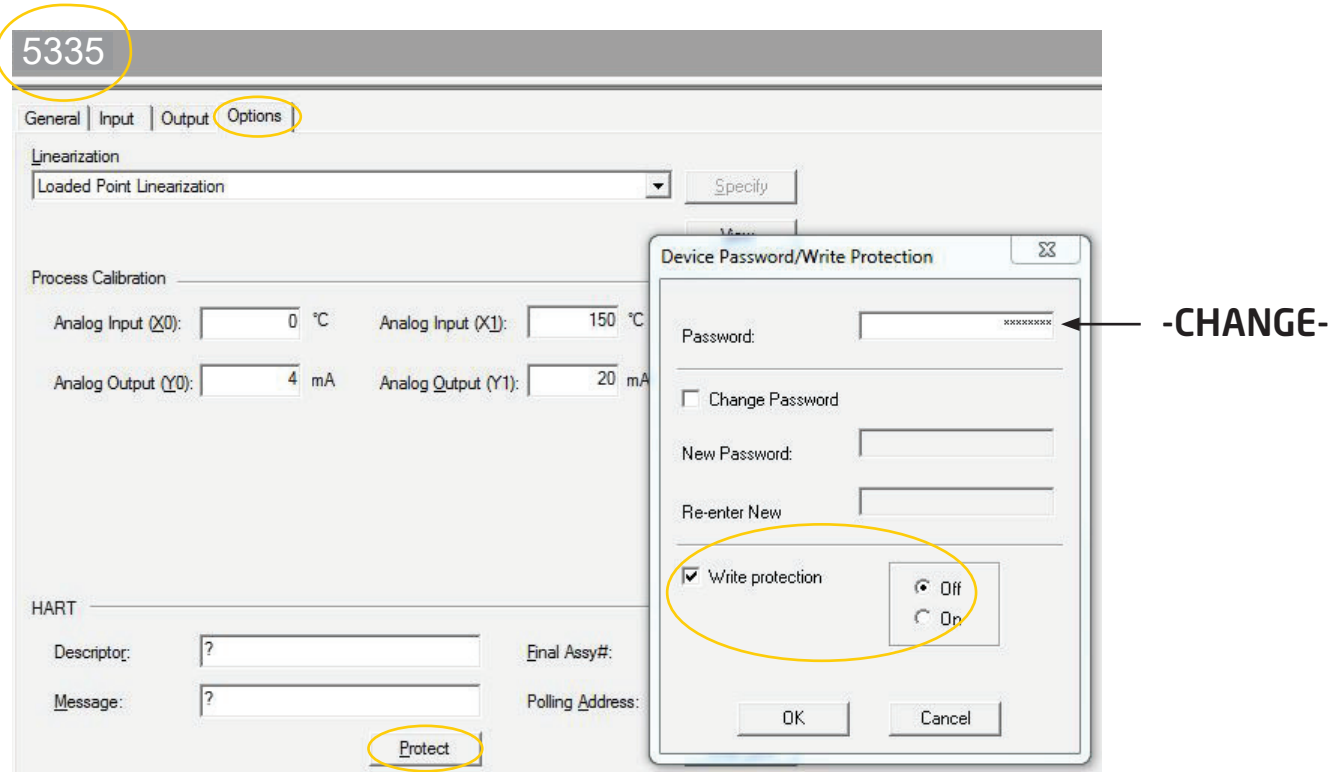 5335
General Input Output Options
Linearization
Loaded Point Linearization Specify
View
Process Calibration
Analog Input (X0): 0 °C Analog Input (X1): 150 °C
Analog Output (Y0): 4 mA Analog Output (Y1): 20 mA
HART
Descriptor: ? Final Assy#:
Message: ? Polling Address:
Protect
Device Password/Write Protection
Password: ******** -CHANGE-
Change Password
New Password:
Re-enter New
Write protection Off
On
OK Cancel